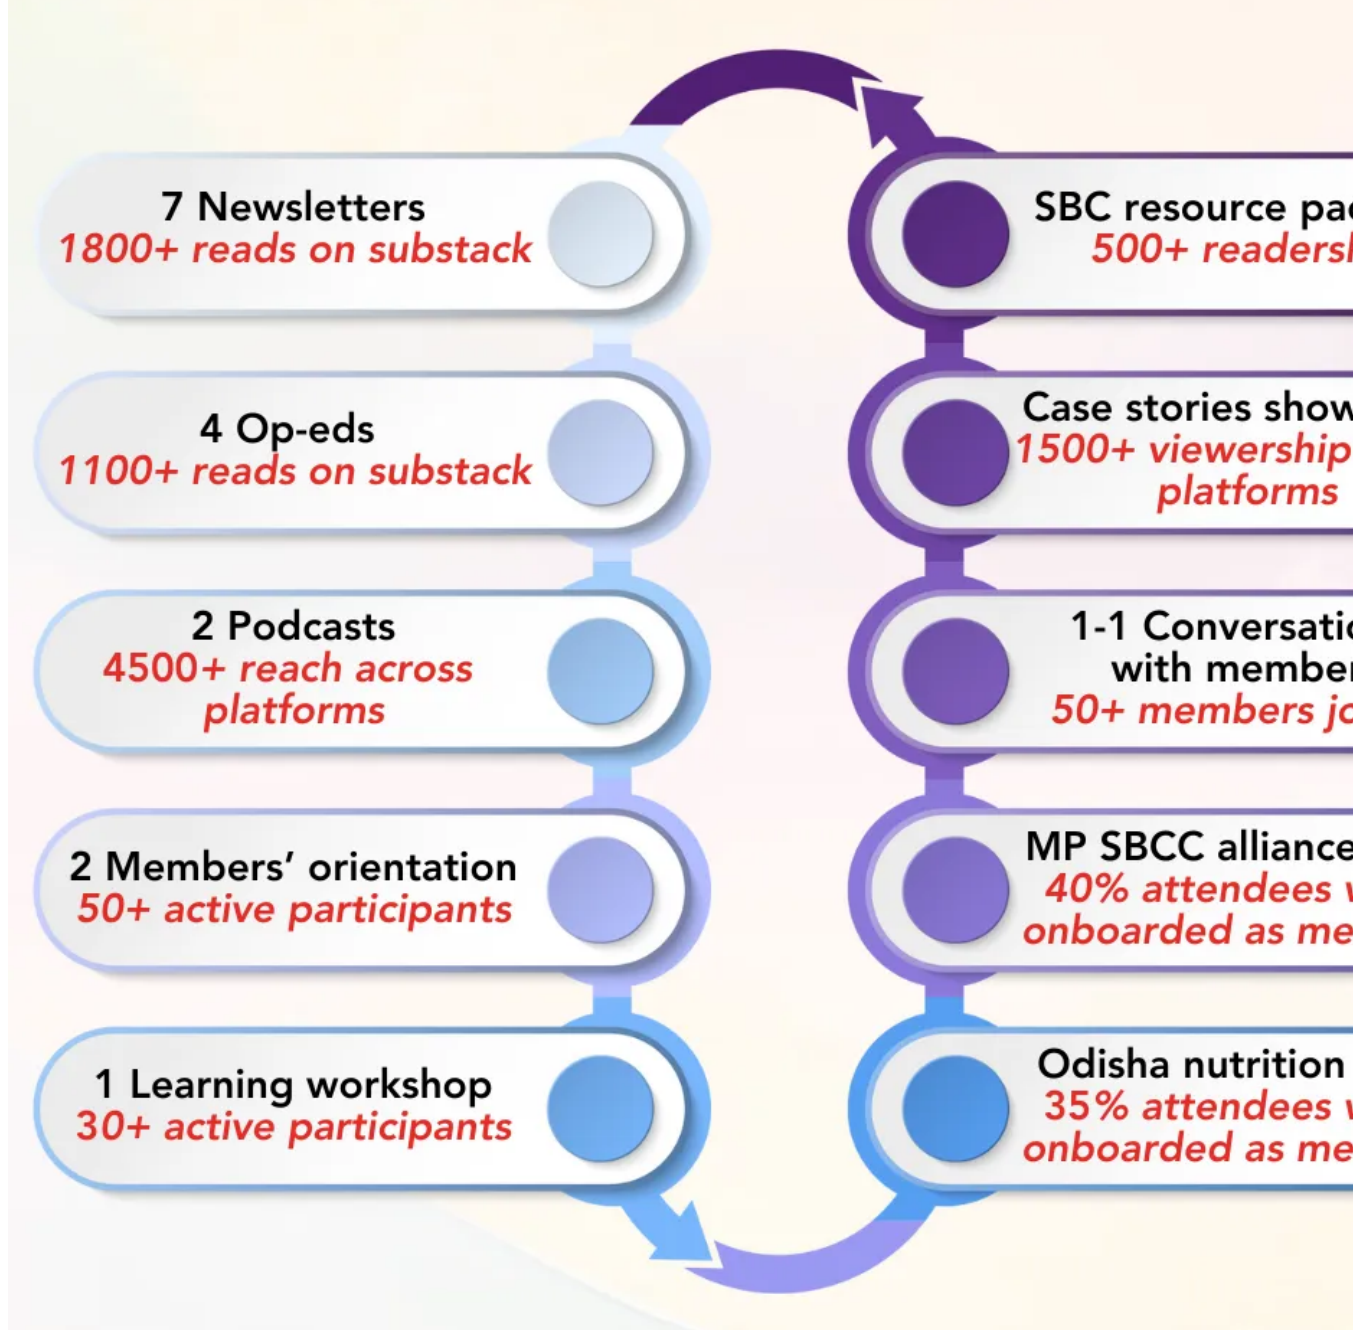 7 Newsletters
1800+ reads on substack
4 Op-eds
1100+ reads on substack
2 Podcasts
4500+ reach across
platforms
2 Members’ orientation
50+ active participants
1 Learning workshop
30+ active participants
SBC resource
500+
Case stories
1500+ viewership
platforms
1-1
with
50+ members
MP SBCC alliance
40% attendees
onboarded as
Odisha nutrition
35% attendees
onboarded as